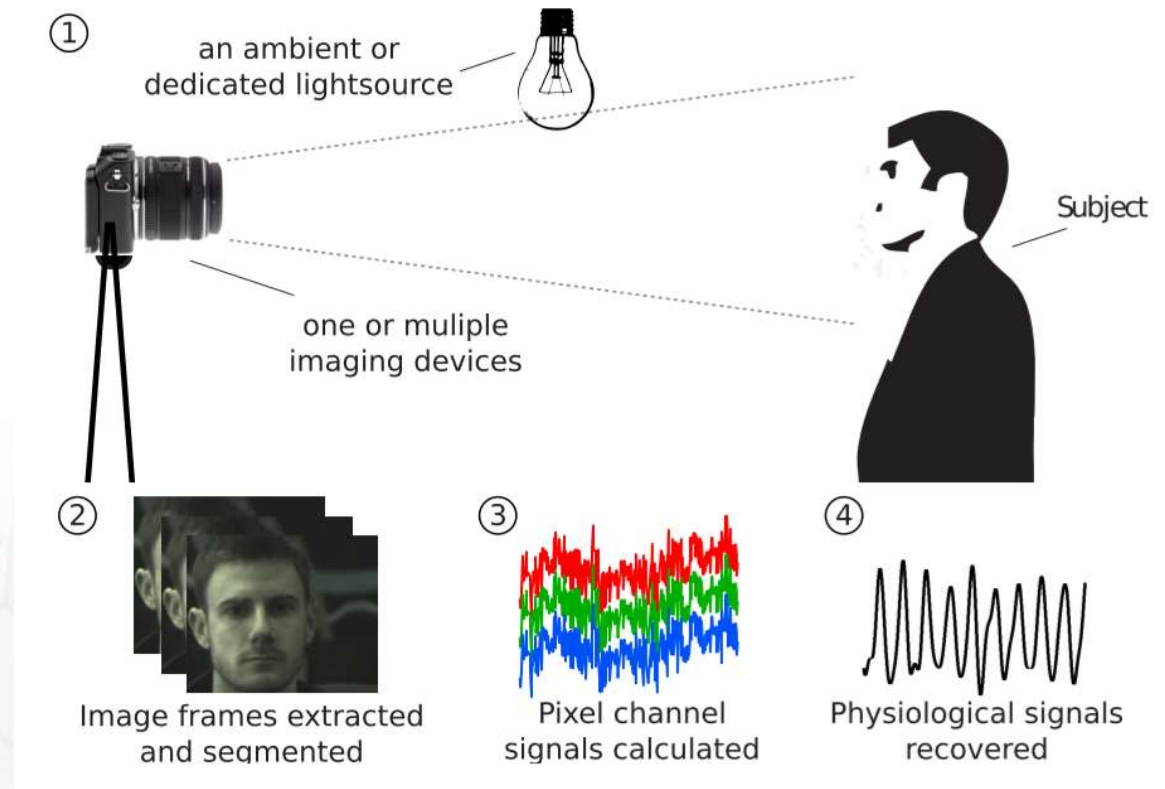 ①
an ambient or
dedicated lightsource
Subject
one or muliple
imaging devices
②
Image frames extracted
and segmented
③
Pixel channel
signals calculated
④
Physiological signals
recovered